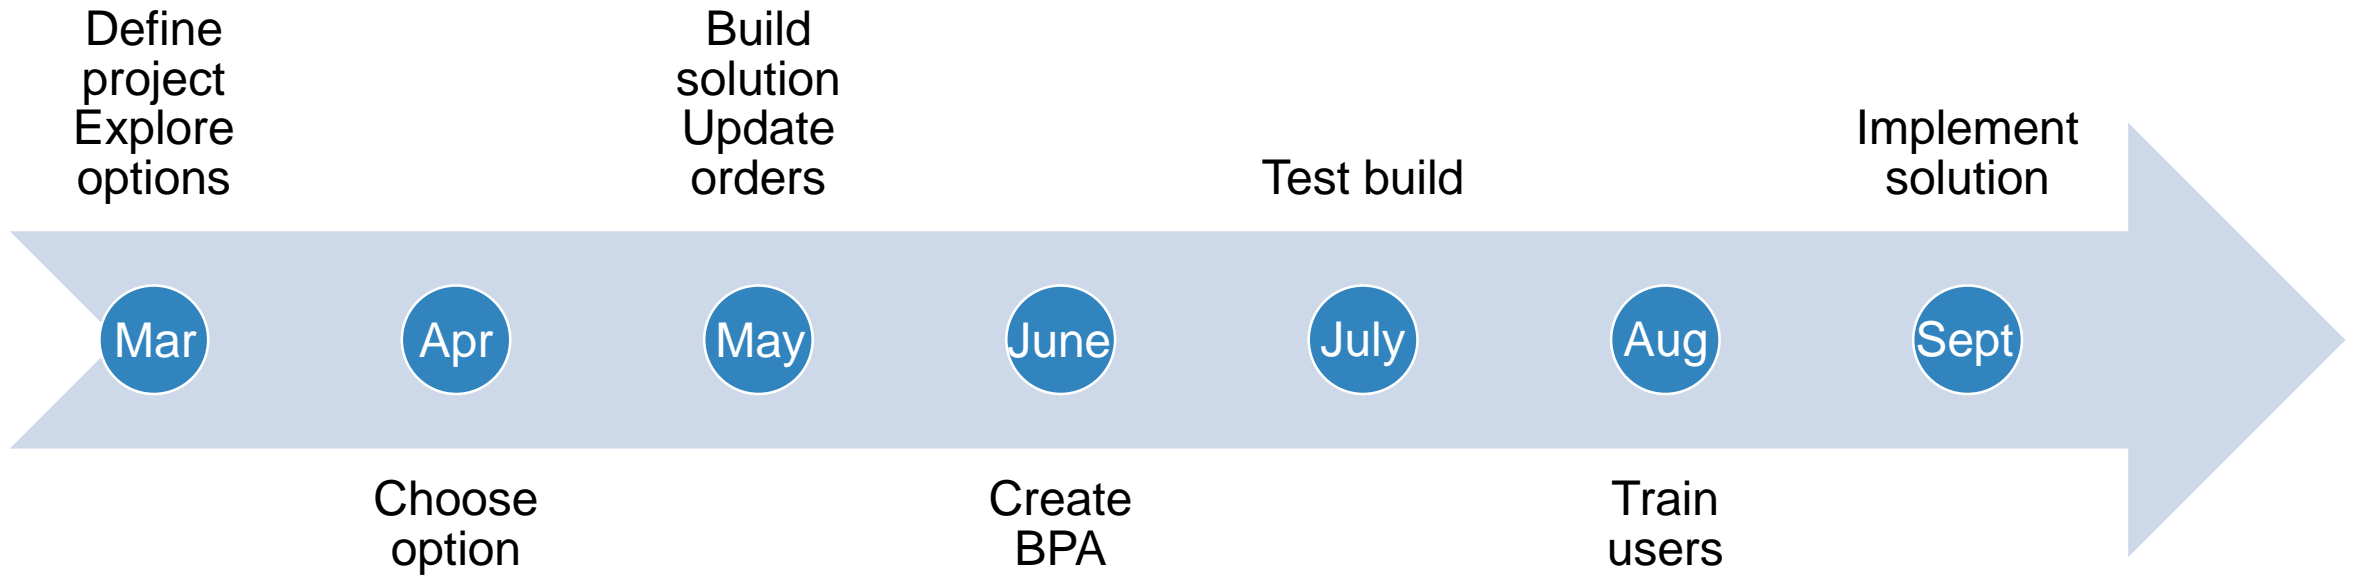 Define
project
Explore
options
Build
solution
Update
orders
Test build
Implement
solution
Mar
Apr
May
June
July
Aug
Sept
Choose
option
Create
BPA
Train
users